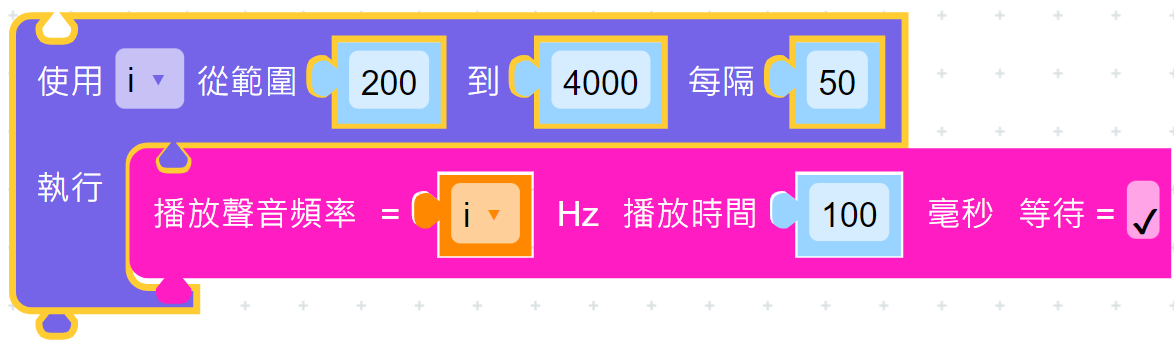 使用 i 從範圍 200 到 4000 每隔 50
執行
播放聲音頻率 = i Hz 播放時間 100 毫秒 等待 = ✓